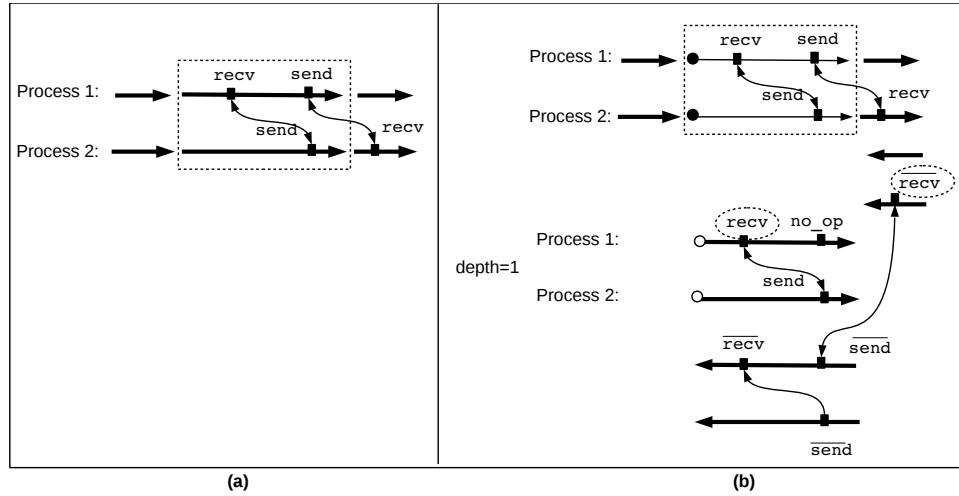 recv send
Process 1:
send recv
Process 2:
(a)
recv send
Process 1:
send recv
Process 2:
recv
recv no_op
Process 1:
depth=1
send
Process 2:
recv send
send
(b)